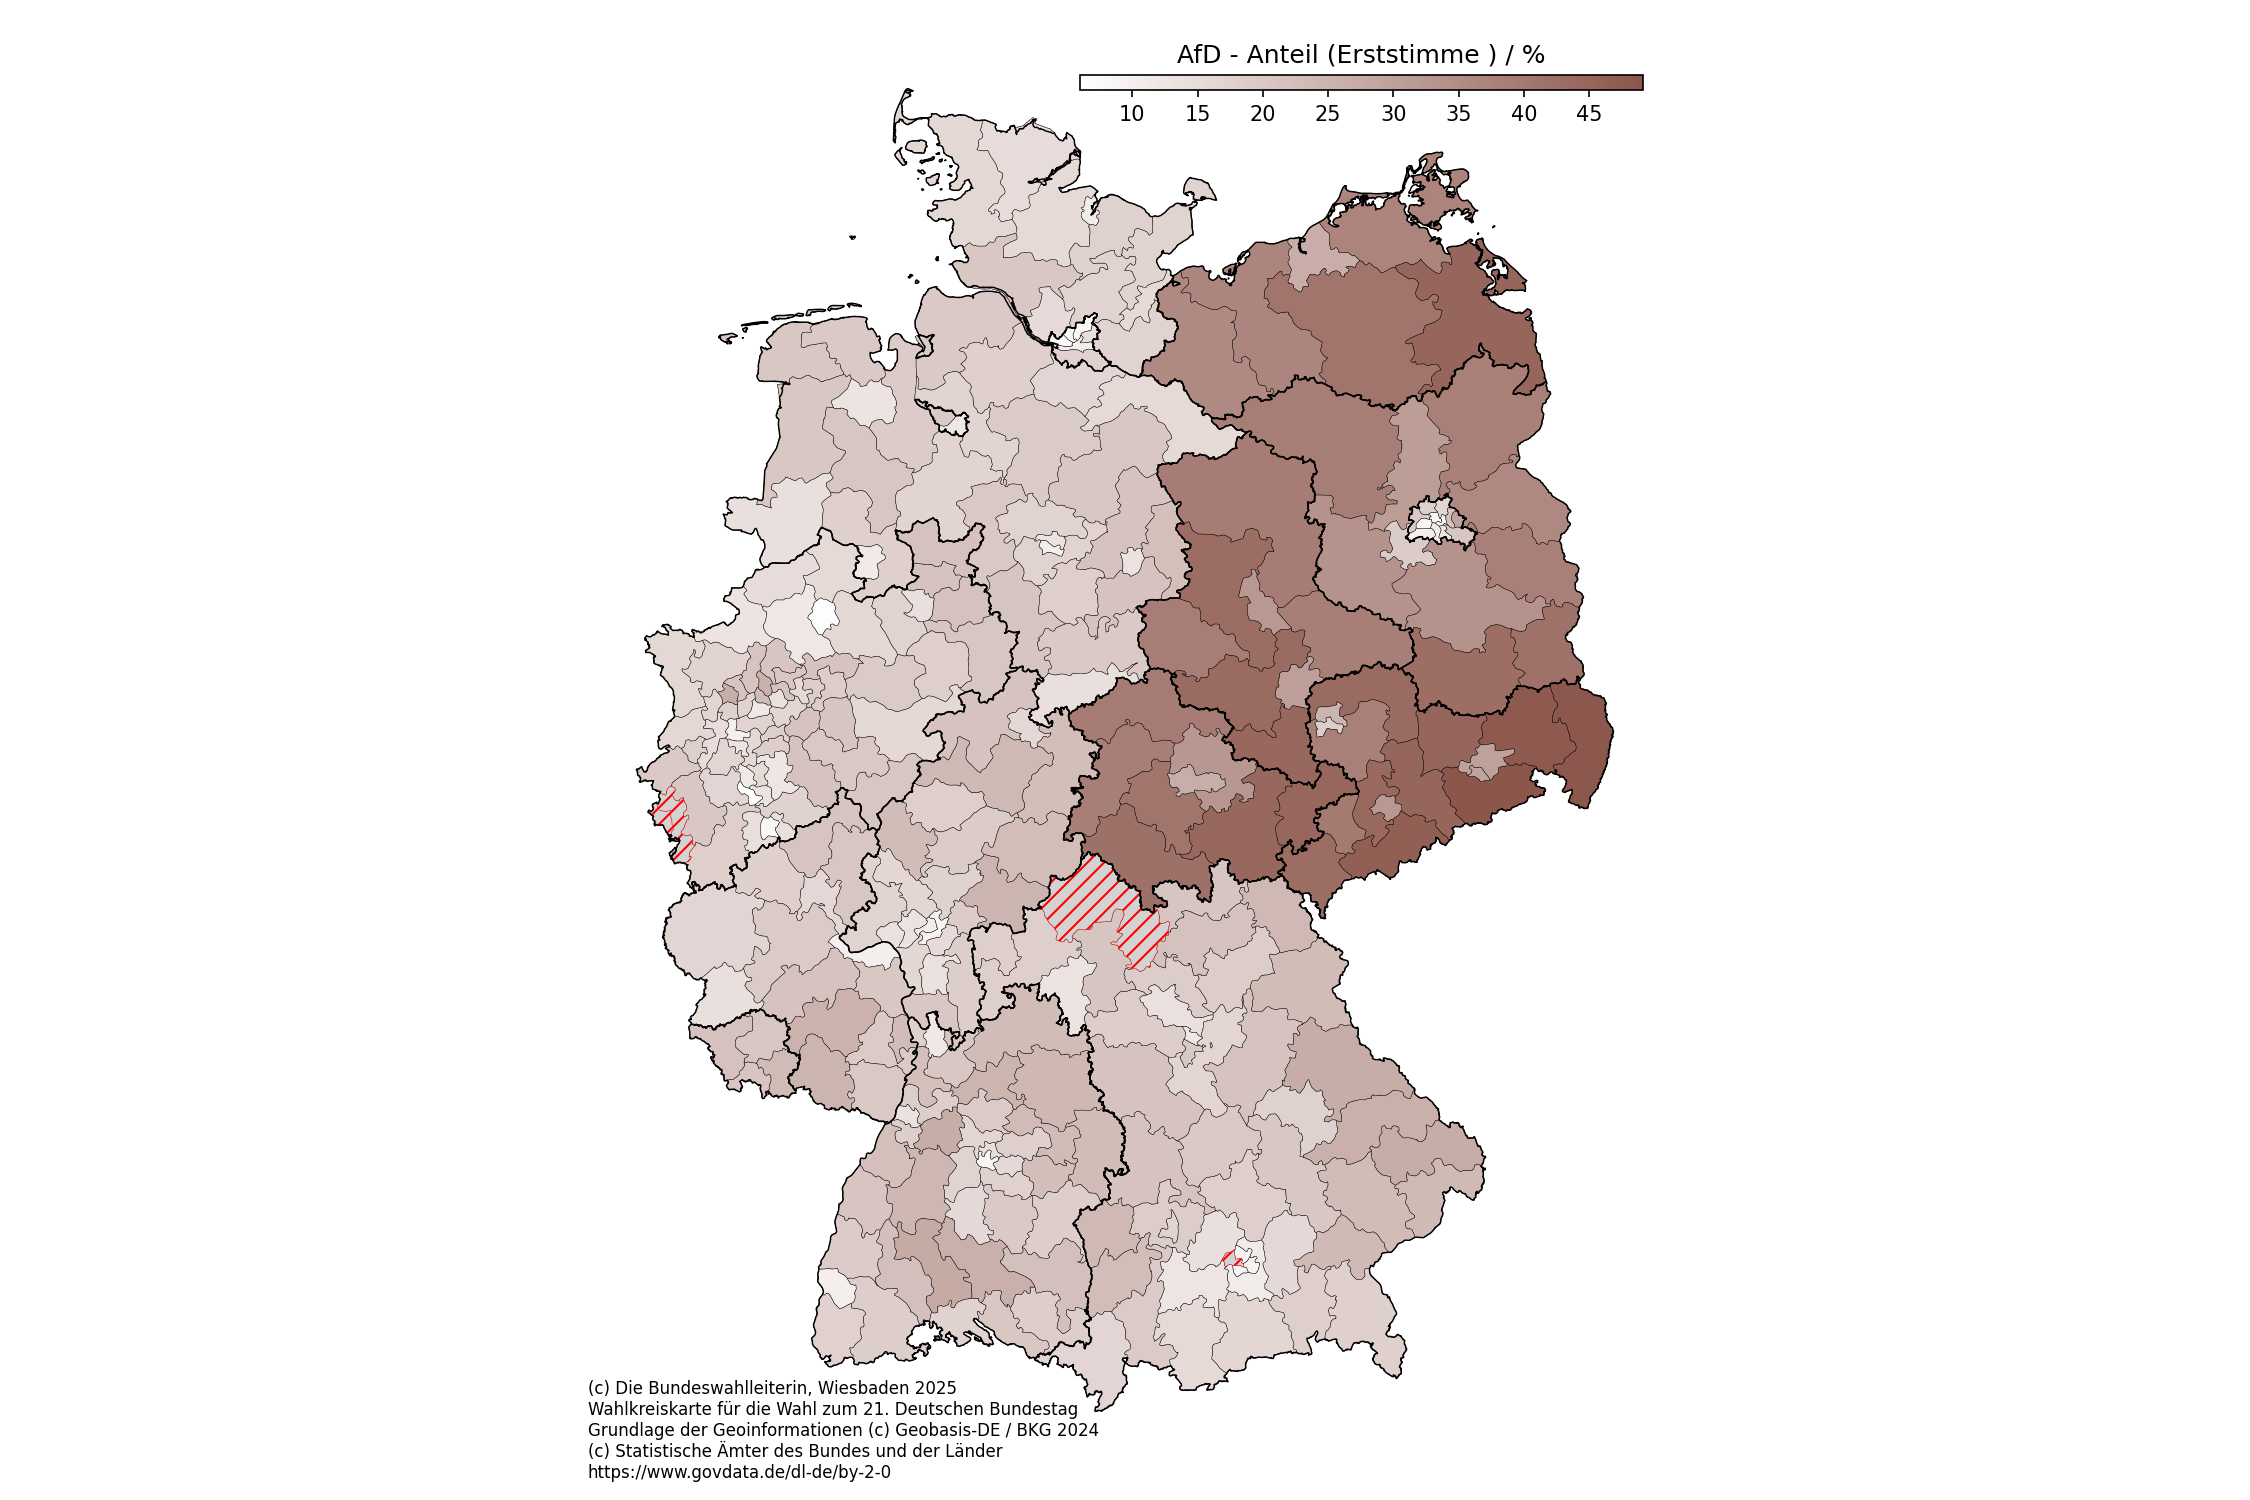 AfD - Anteil (Erststimme ) / %
10 15 20 25 30 35 40 45
(c) Die Bundeswahlleiterin, Wiesbaden 2025
Wahlkreiskarte für die Wahl zum 21. Deutschen Bundestag
Grundlage der Geoinformationen (c) Geobasis-DE / BKG 2024
(c) Statistische Ämter des Bundes und der Länder
https://www.govdata.de/dl-de/by-2-0